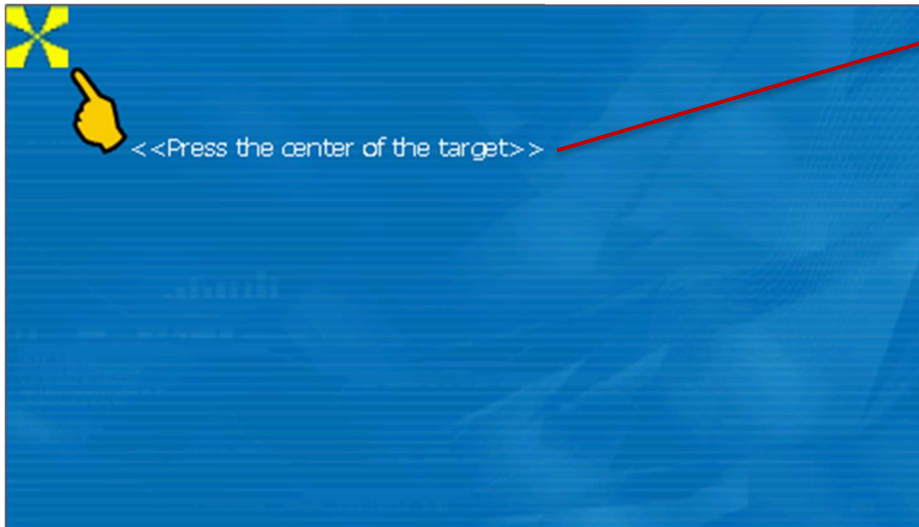 <<Press the center of the target>>